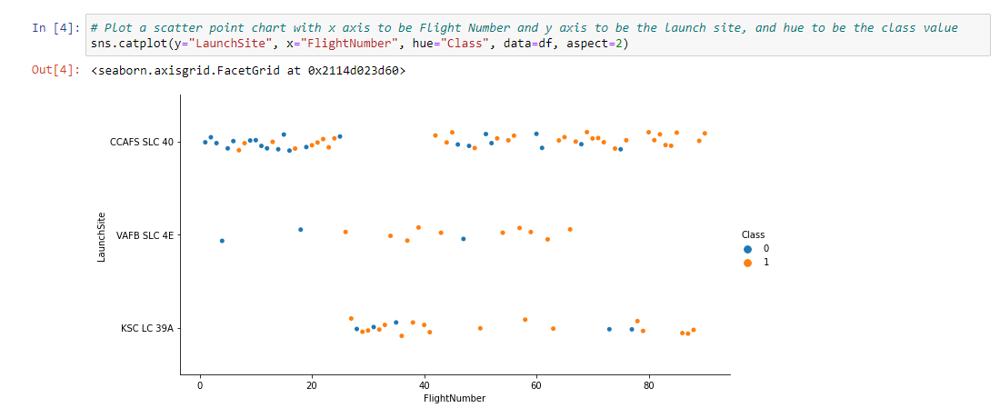 In [4]: # Plot a scatter point chart with x axis to be Flight Number and y axis to be the launch site, and hue to be the class value
sns.catplot(y="LaunchSite", x="FlightNumber", hue="Class", data=df, aspect=2)
Out[4]: <seaborn.axisgrid.FacetGrid at 0x2114d023d60>
CCAFS SLC 40
VAFB SLC 4E
KSC LC 39A
LaunchSite
0 20 40 60 80
FlightNumber
Class
0
1